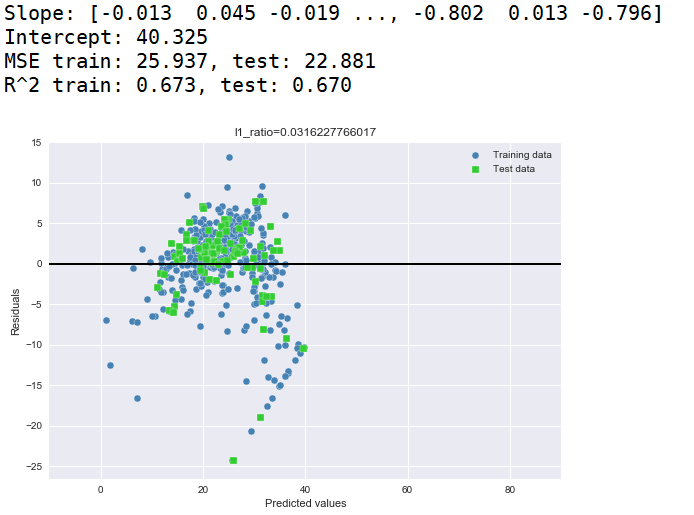 Slope: [-0.013  0.045 -0.019 ..., -0.802  0.013 -0.796]
Intercept: 40.325
MSE train: 25.937, test: 22.881
R^2 train: 0.673, test: 0.670
l1_ratio=0.0316227766017
Training data
Test data
15
10
5
0
−5
−10
−15
−20
−25
Residuals
0 20 40 60 80
Predicted values